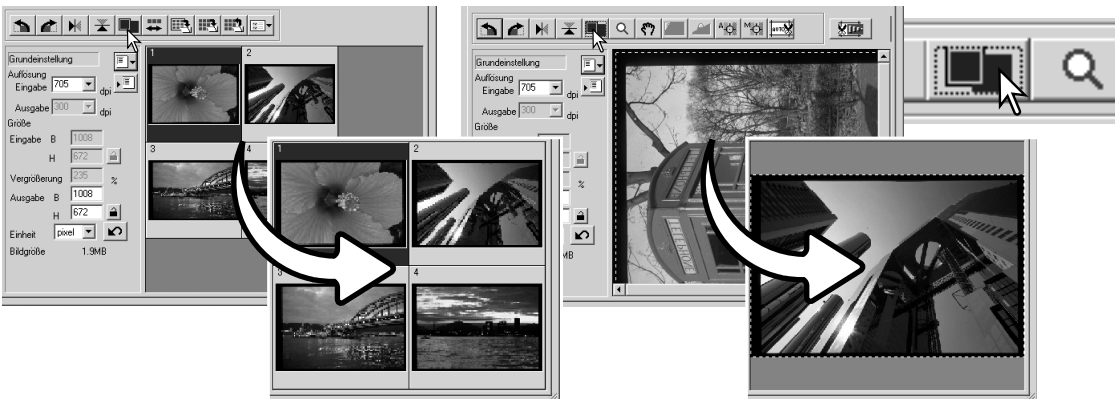 Grundeinstellung
Auflösung
Eingabe 705 dpi
Ausgabe 300 dpi
Größe
Eingabe B 1008
H 672
Vergrößerung 235 %
Ausgabe B 1008
H 672
Einheit pixel
Bildgröße 1.9MB
1 2
3 4
1 2
3 4
Grundeinstellung
Auflösung
Eingabe 705 dpi
Ausgabe 300 dpi
Größe
%
MB